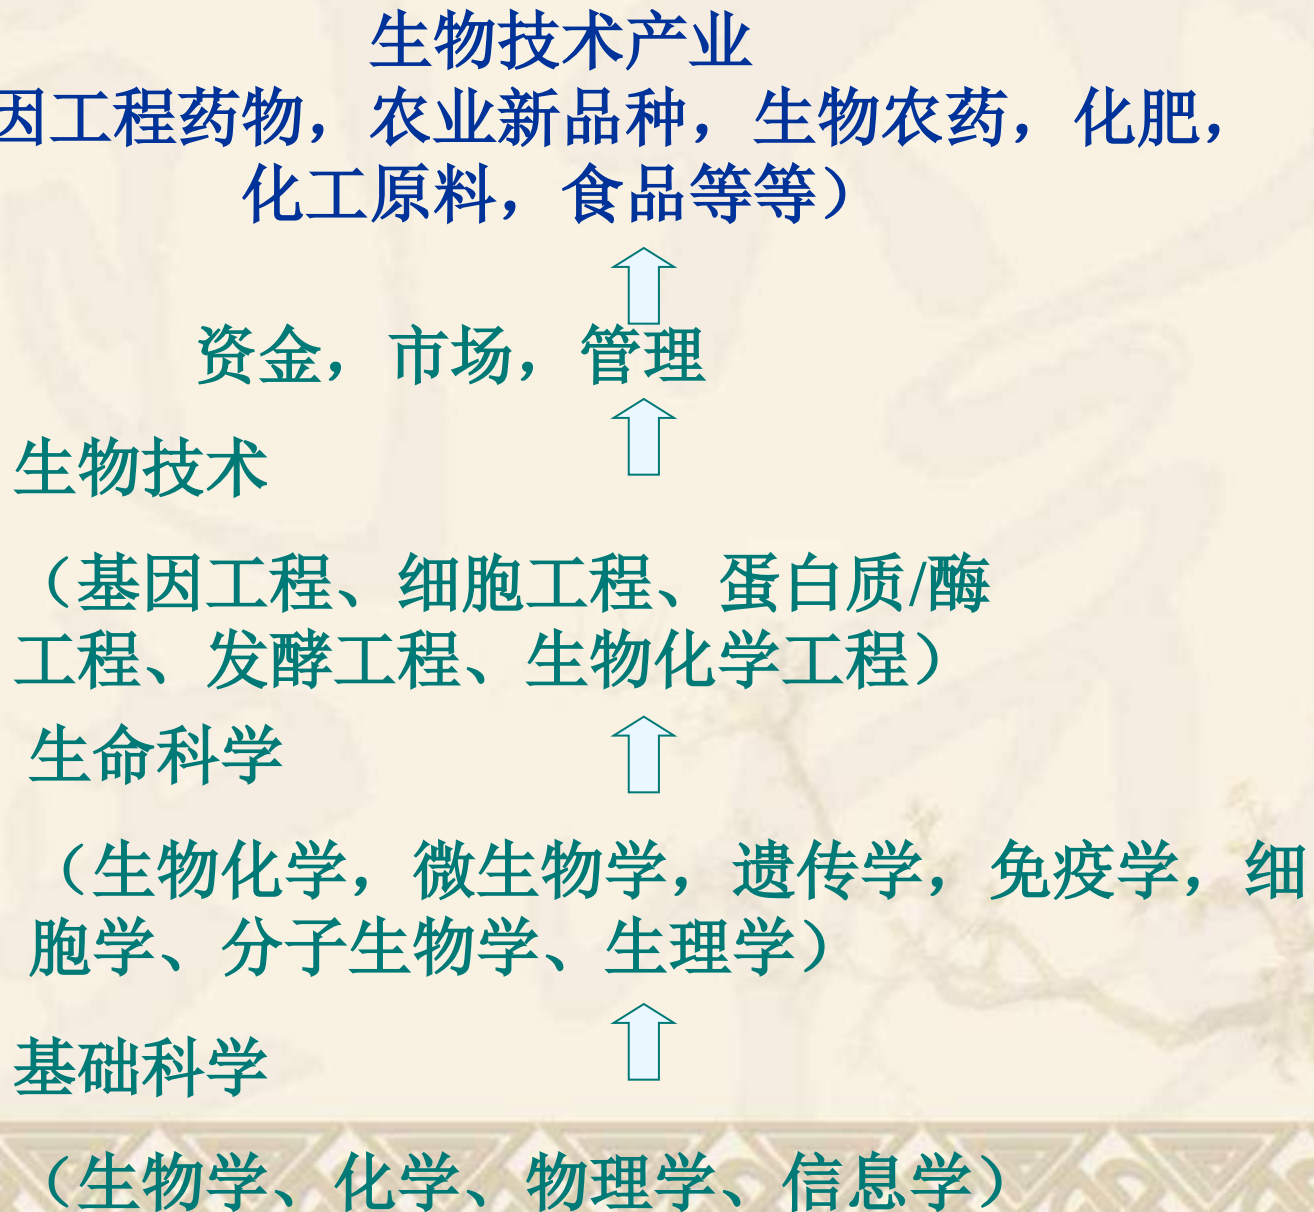 生物技术产业
因工程药物，农业新品种，生物农药，化肥，
化工原料，食品等等）
资金，市场，管理
生物技术
（基因工程、细胞工程、蛋白质/酶
工程、发酵工程、生物化学工程）
生命科学
（生物化学，微生物学，遗传学，免疫学，细
胞学、分子生物学、生理学）
基础科学
（生物学、化学、物理学、信息学）